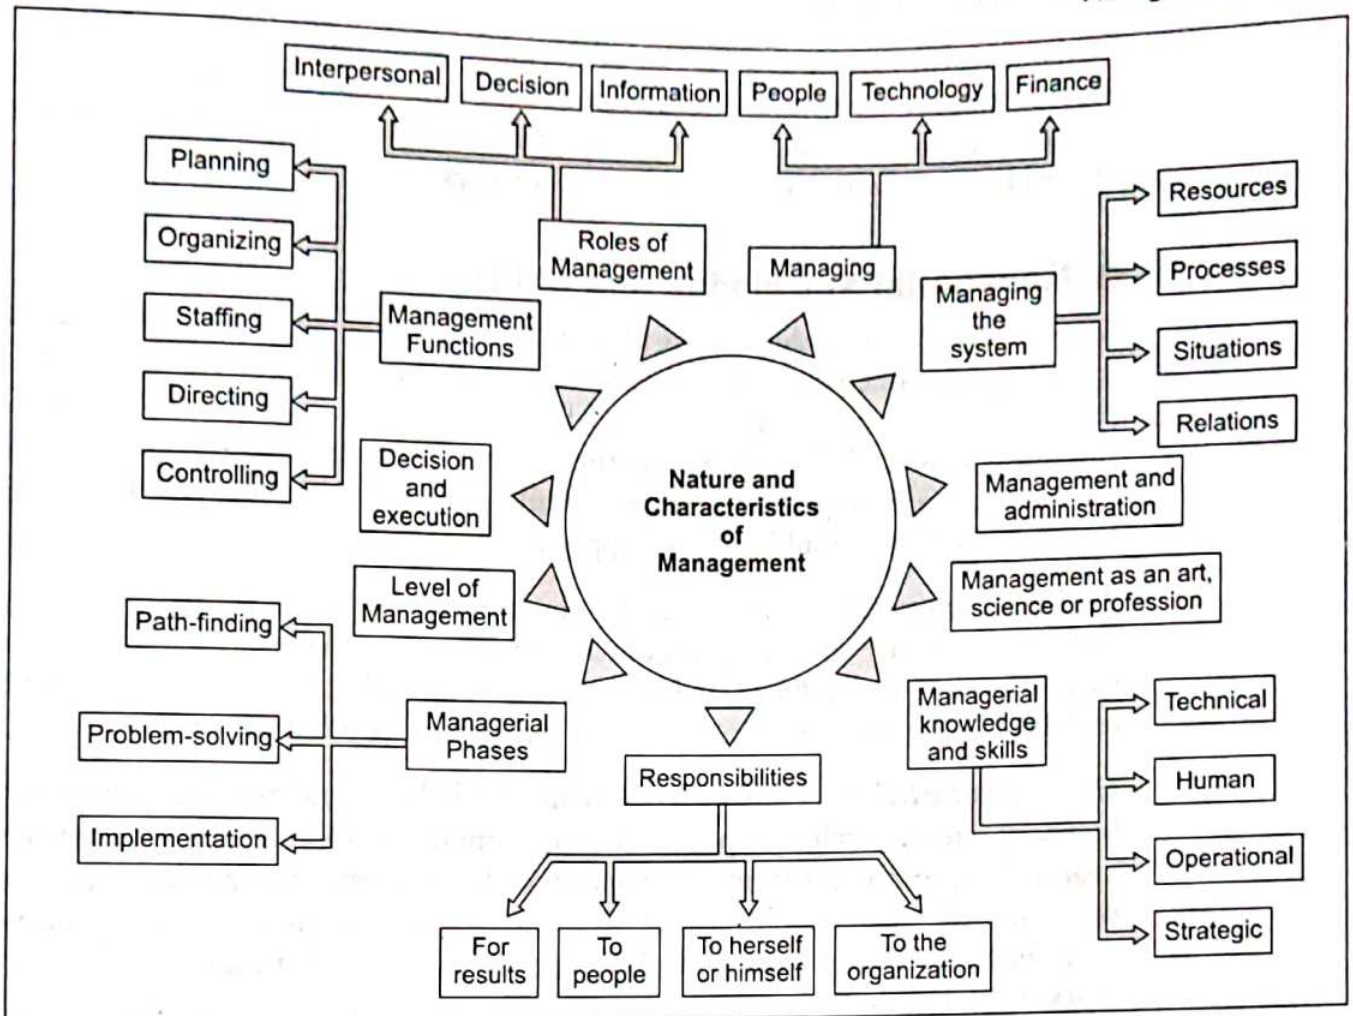 Interpersonal
Decision
Information
People
Technology
Finance
Planning
Organizing
Staffing
Directing
Controlling
Roles of
Management
Managing
Management
Functions
Managing
the
system
Resources
Processes
Situations
Relations
Decision
and
execution
Nature and
Characteristics
of
Management
Management and
administration
Level of
Management
Management as an art,
science or profession
Path-finding
Problem-solving
Implementation
Managerial
Phases
Responsibilities
Managerial
knowledge
and skills
Technical
Human
Operational
Strategic
For
results
To
people
To herself
or himself
To the
organization